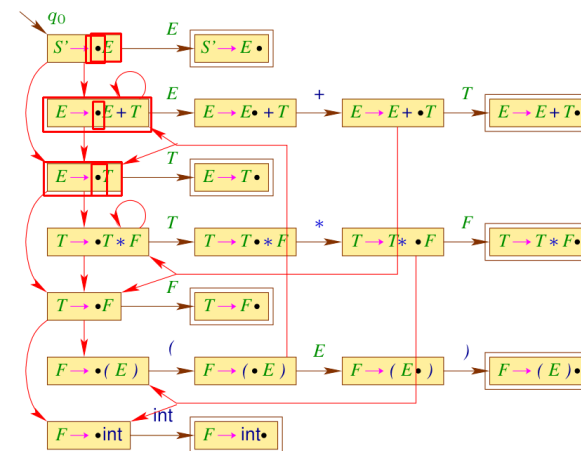 q0
E
S' → •E S' → E•
E + T
E → •E+T E → E•+T E → E+•T E → E+T•
T
E → •T E → T•
T * F
T → •T*F T → T•*F T → T*•F T → T*F•
F
T → •F T → F•
( E )
F → •(E) F → (•E) F → (E•) F → (E)•
int
F → •int F → int•